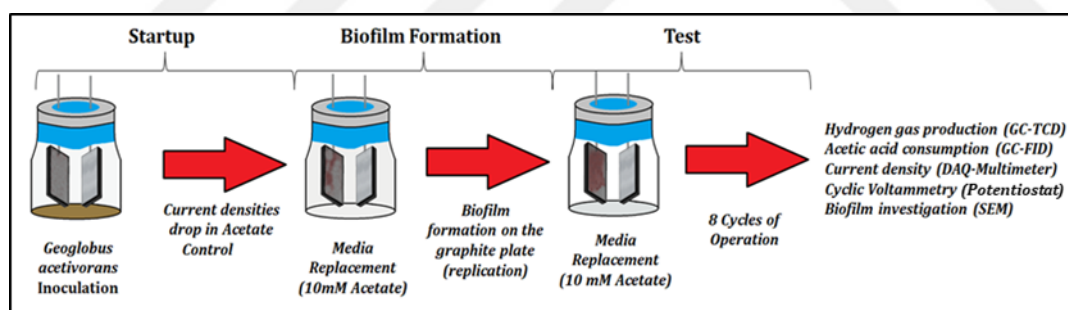 Startup
Biofilm Formation
Test
Geoglobus
acetivorans
Inoculation
Current densities
drop in Acetate
Control
Media
Replacement
(10mM Acetate)
Biofilm
formation on the
graphite plate
(replication)
Media
Replacement
(10 mM Acetate)
8 Cycles of
Operation
Hydrogen gas production (GC-TCD)
Acetic acid consumption (GC-FID)
Current density (DAQ-Multimeter)
Cyclic Voltammetry (Potentiostat)
Biofilm investigation (SEM)